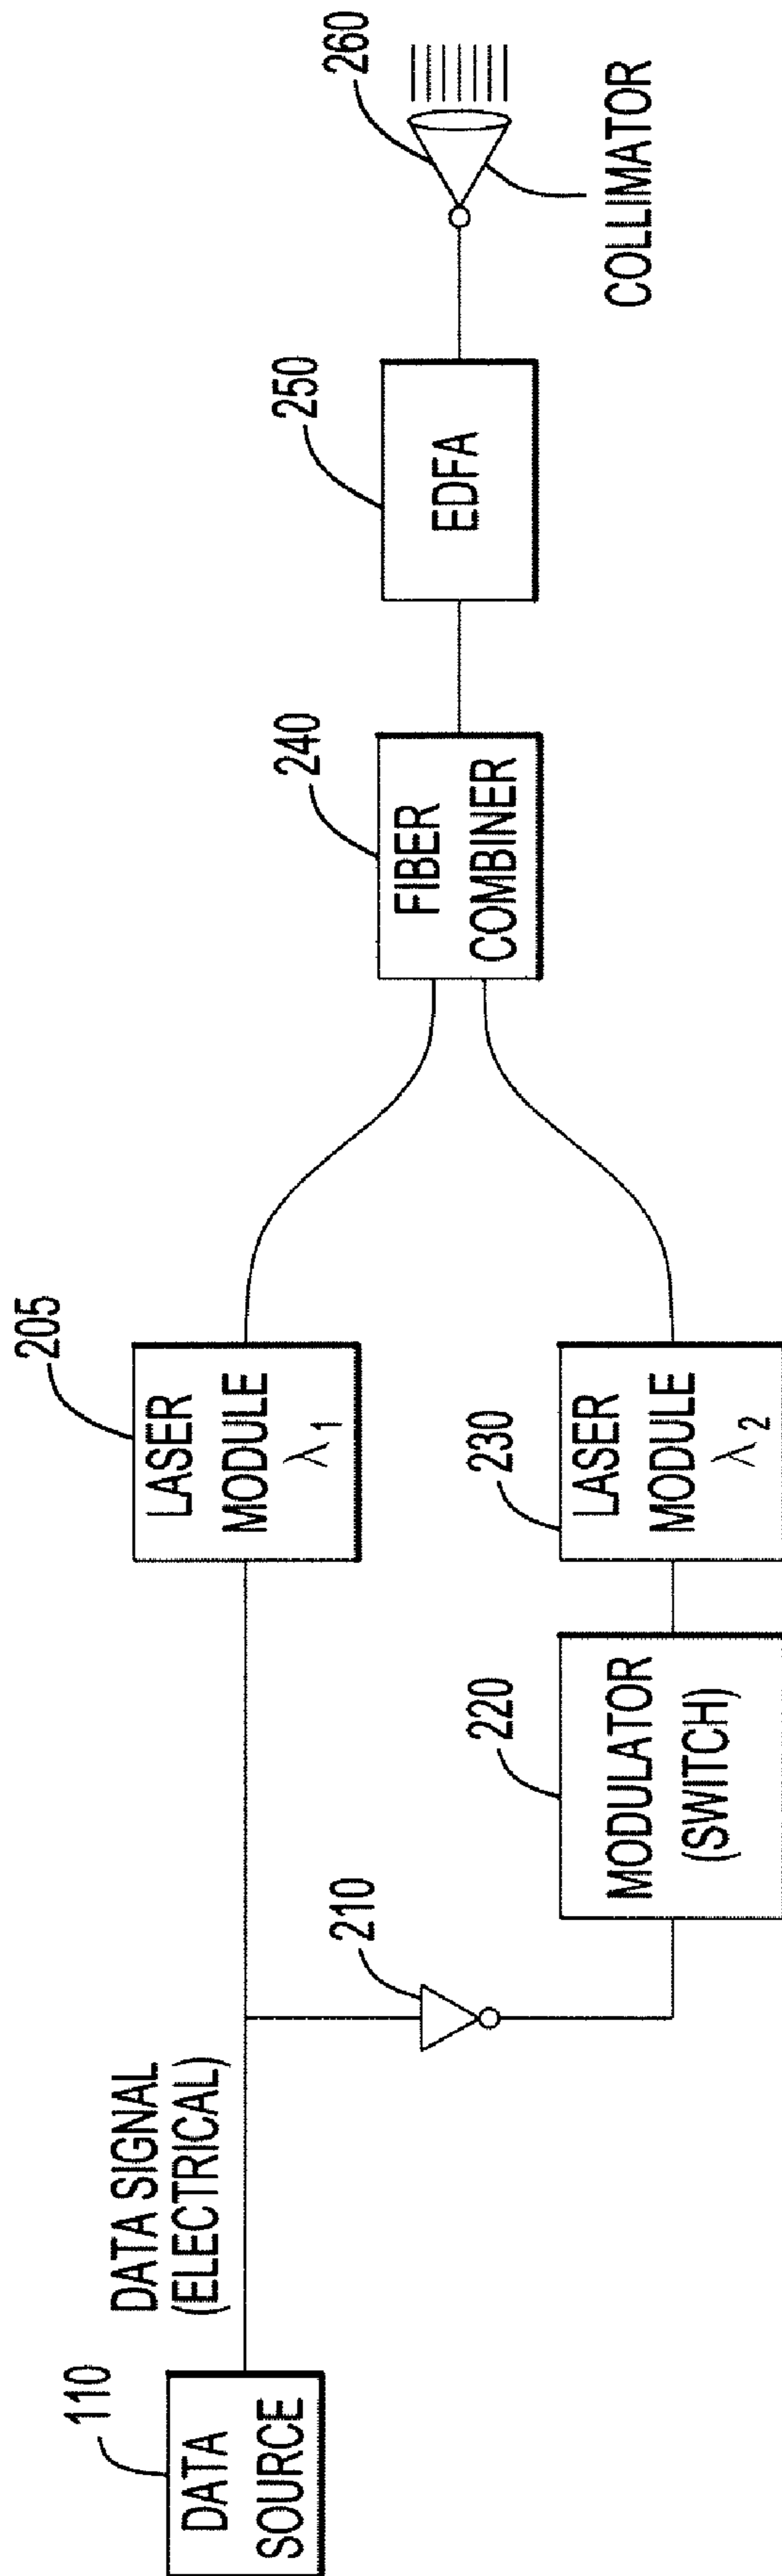 110
DATA
SOURCE
DATA SIGNAL
(ELECTRICAL)
210
205
LASER
MODULE
λ1
220
MODULATOR
(SWITCH)
230
LASER
MODULE
λ2
240
FIBER
COMBINER
250
EDFA
260
COLLIMATOR